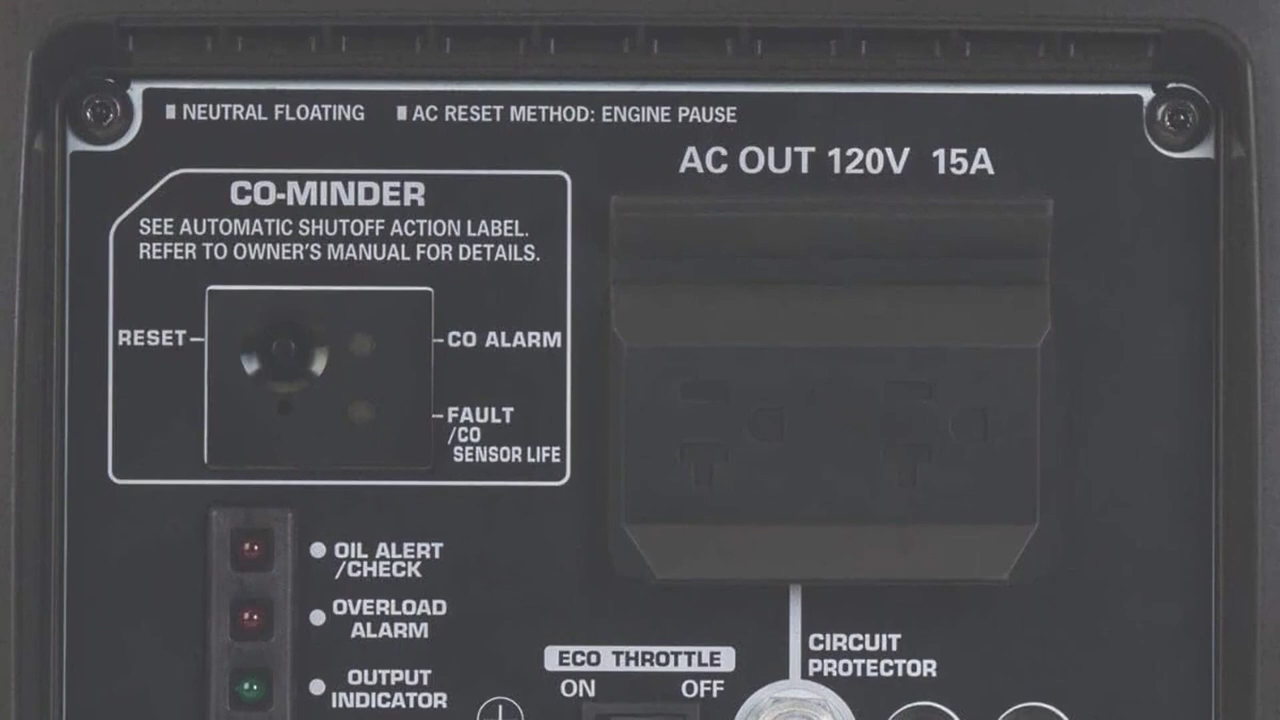 NEUTRAL FLOATING AC RESET METHOD: ENGINE PAUSE
AC OUT 120V 15A
CO-MINDER
SEE AUTOMATIC SHUTOFF ACTION LABEL.
REFER TO OWNER'S MANUAL FOR DETAILS.
RESET
CO ALARM
FAULT
/CO
SENSOR LIFE
OIL ALERT
/CHECK
OVERLOAD
ALARM
OUTPUT
INDICATOR
ECO THROTTLE
ON OFF
CIRCUIT
PROTECTOR